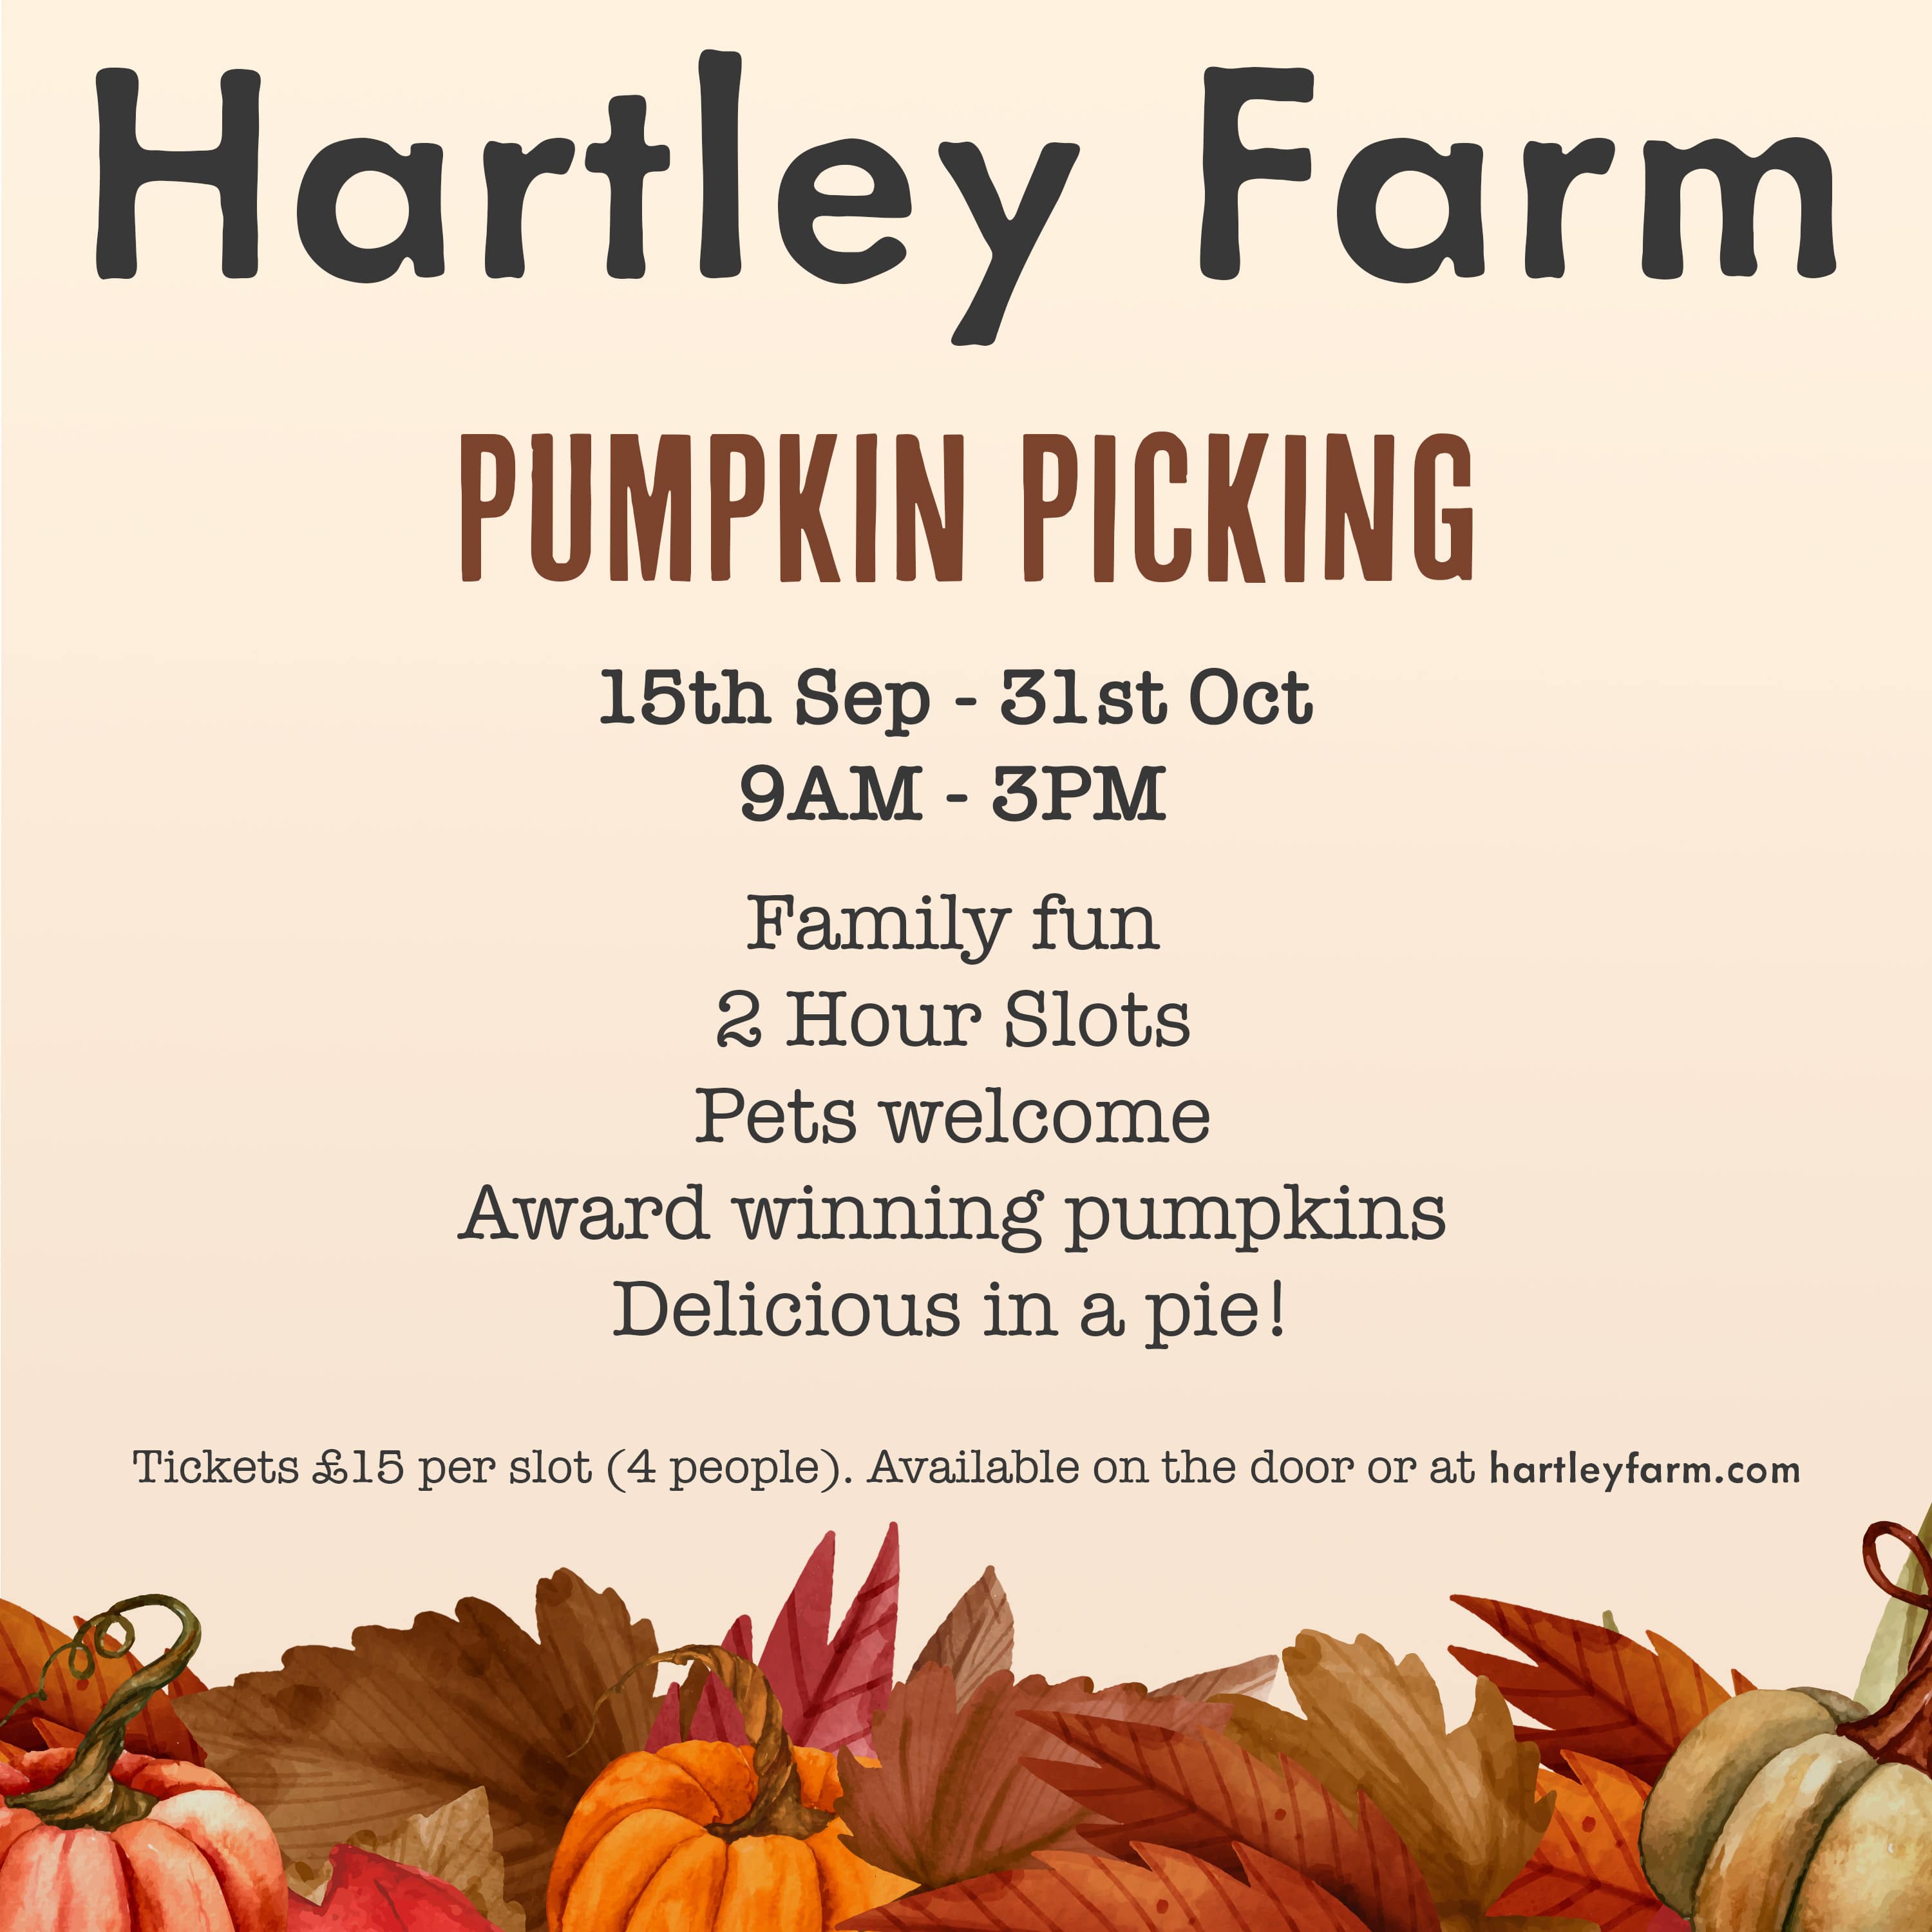 Hartley Farm
PUMPKIN PICKING
15th Sep - 31st Oct
9AM - 3PM
Family fun
2 Hour Slots
Pets welcome
Award winning pumpkins
Delicious in a pie!
Tickets £15 per slot (4 people). Available on the door or at hartleyfarm.com